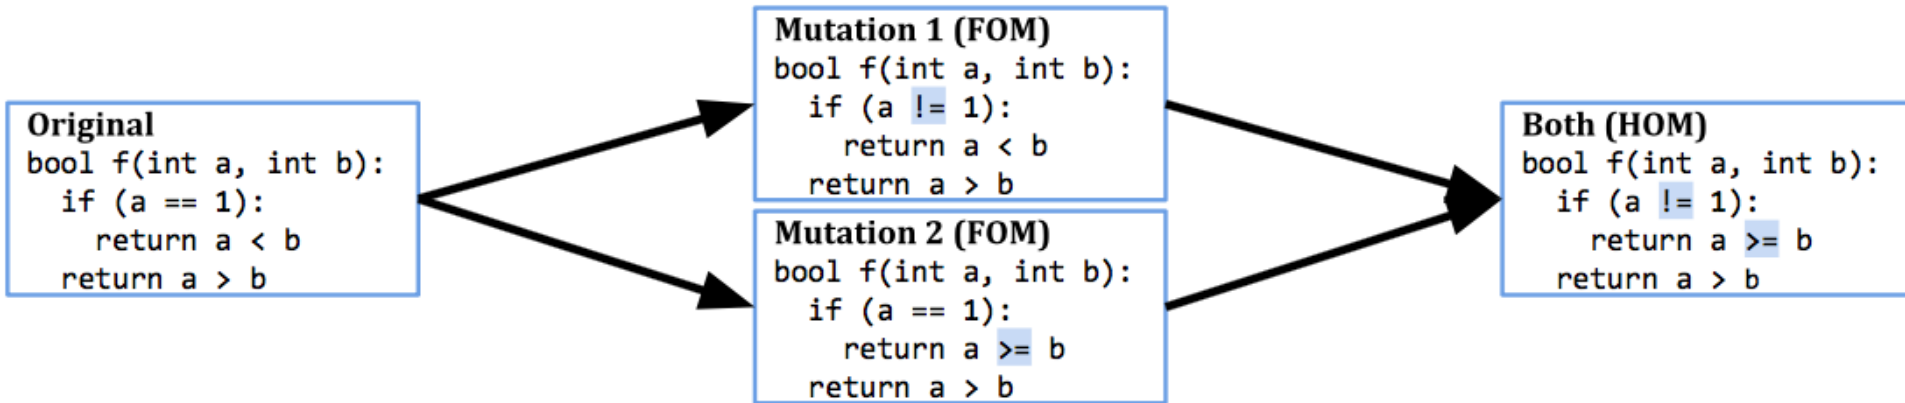 Original
bool f(int a, int b):
  if (a == 1):
    return a < b
  return a > b
Mutation 1 (FOM)
bool f(int a, int b):
  if (a != 1):
    return a < b
  return a > b
Mutation 2 (FOM)
bool f(int a, int b):
  if (a == 1):
    return a >= b
  return a > b
Both (HOM)
bool f(int a, int b):
  if (a != 1):
    return a >= b
  return a > b